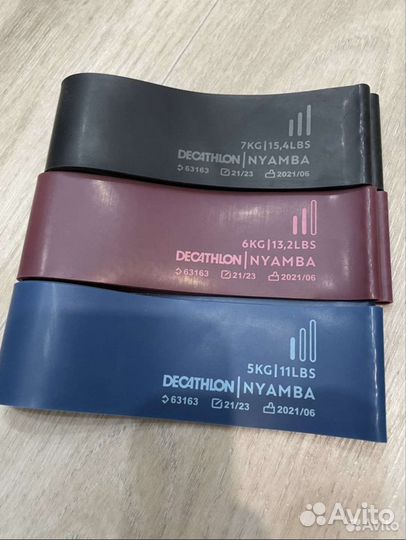 7KG|15,4LBS
DECATHLON|NYAMBA
63163 21/23 2021/06
6KG|13,2LBS
DECATHLON|NYAMBA
63163 21/23 2021/06
5KG|11LBS
DECATHLON|NYAMBA
63163 21/23 2021/06
Avito